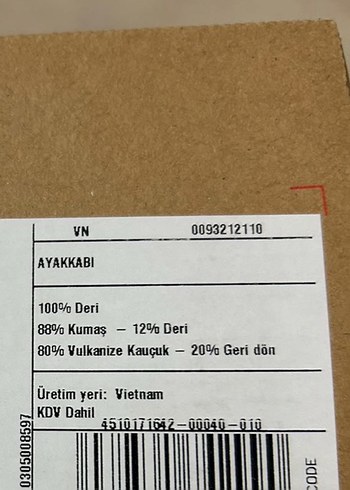 VN 0093212110
AYAKKABI
100% Deri
88% Kumaş – 12% Deri
80% Vulkanize Kauçuk – 20% Geri dön
Üretim yeri: Vietnam
KDV Dahil
4510171642-00040-010
0305008597
CODE